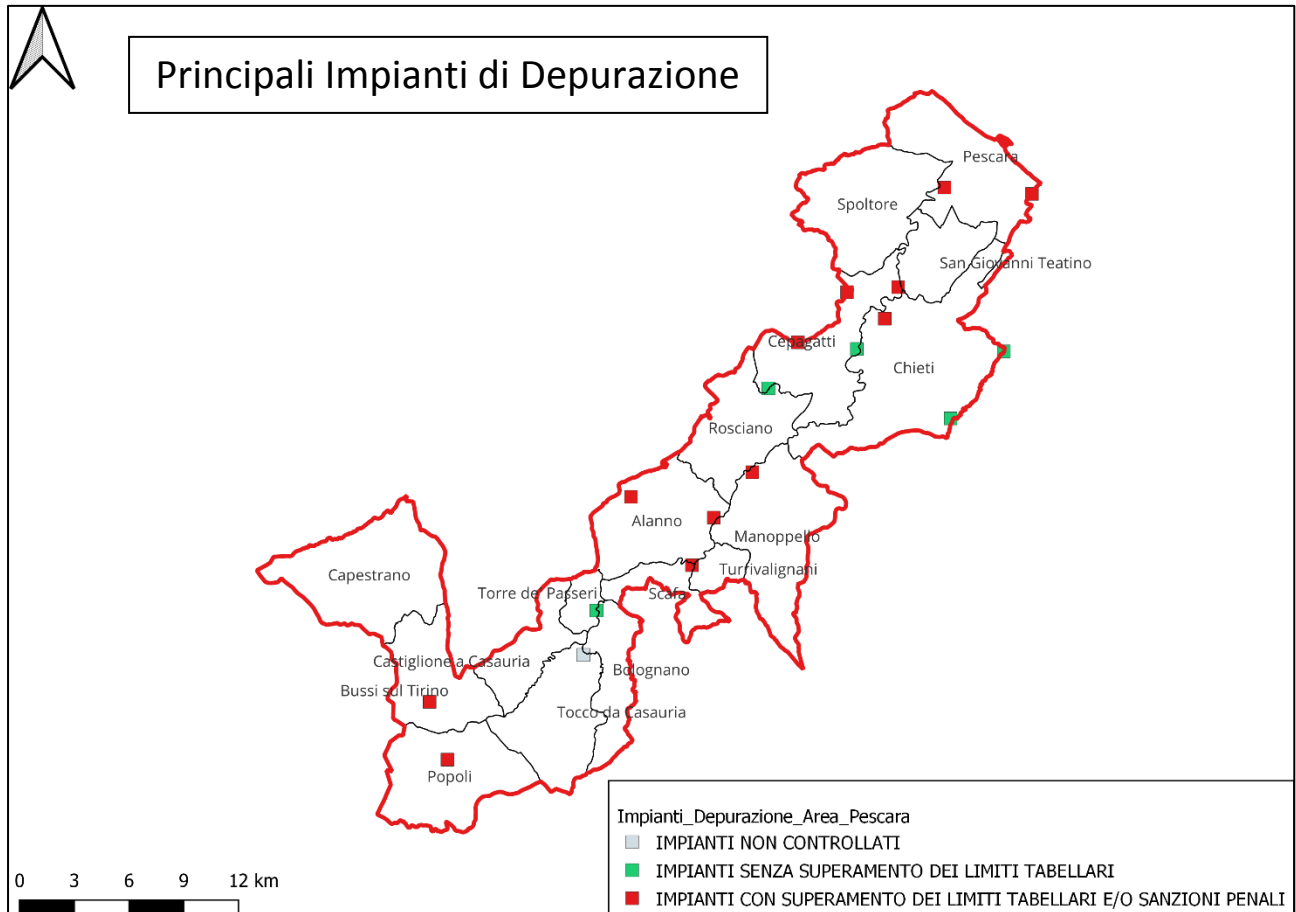 Principali Impianti di Depurazione
Pescara
Spoltore
San Giovanni Teatino
Cepagatti
Chieti
Rosciano
Alanno
Manoppello
Turrivalignani
Capestrano
Torre de' Passeri
Scafa
Castiglione a Casauria
Bolognano
Bussi sul Tirino
Tocco da Casauria
Popoli
Impianti_Depurazione_Area_Pescara
IMPIANTI NON CONTROLLATI
IMPIANTI SENZA SUPERAMENTO DEI LIMITI TABELLARI
IMPIANTI CON SUPERAMENTO DEI LIMITI TABELLARI E/O SANZIONI PENALI
0 3 6 9 12 km